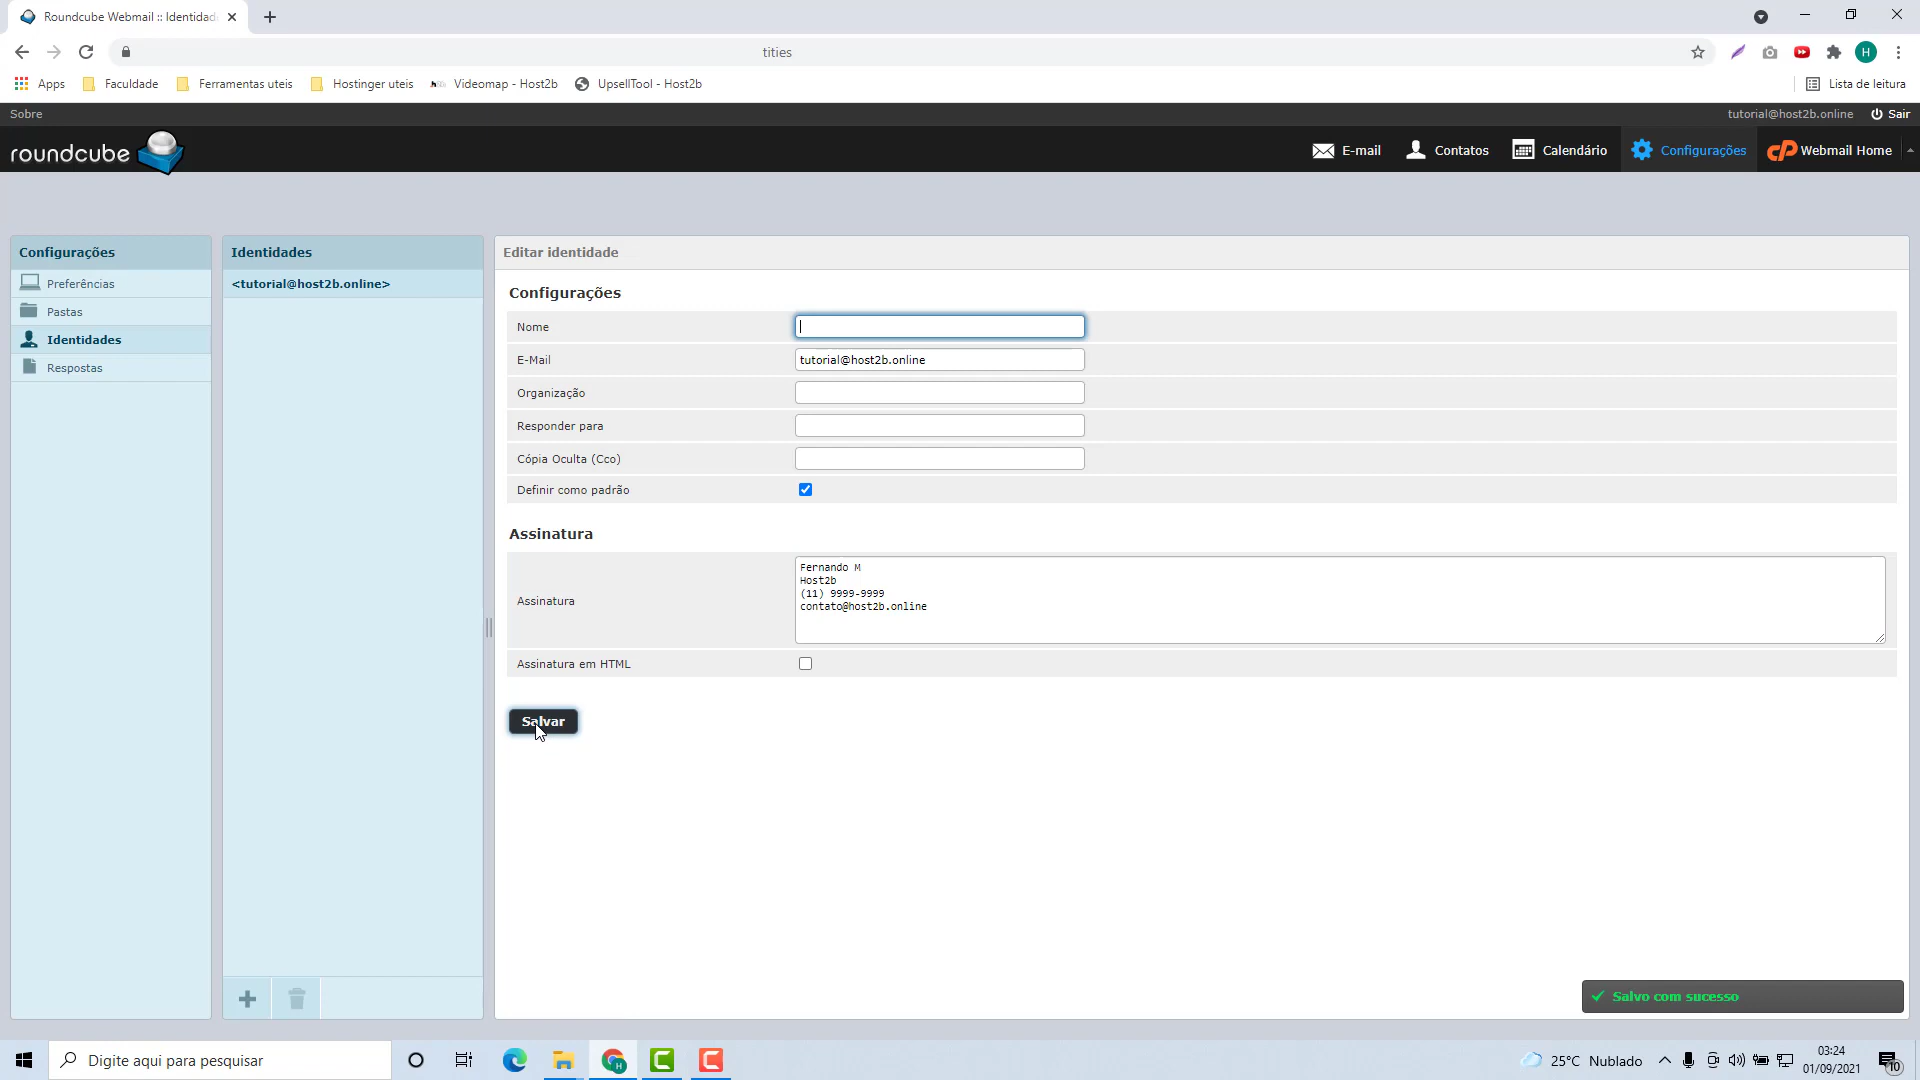 Roundcube Webmail :: Identidad
tities
Apps
Faculdade
Ferramentas uteis
Hostinger uteis
Videomap - Host2b
UpsellTool - Host2b
Lista de leitura
H
Sobre
tutorial@host2b.online
Sair
roundcube
E-mail
Contatos
Calendário
Configurações
cP Webmail Home
Configurações
Preferências
Pastas
Identidades
Respostas
Identidades
<tutorial@host2b.online>
Editar identidade
Configurações
Nome
E-Mail
tutorial@host2b.online
Organização
Responder para
Cópia Oculta (Cco)
Definir como padrão
Assinatura
Assinatura
Fernando M
Host2b
(11) 9999-9999
contato@host2b.online
Assinatura em HTML
Salvar
Salvo com sucesso
Digite aqui para pesquisar
25°C Nublado
03:24
01/09/2021
10